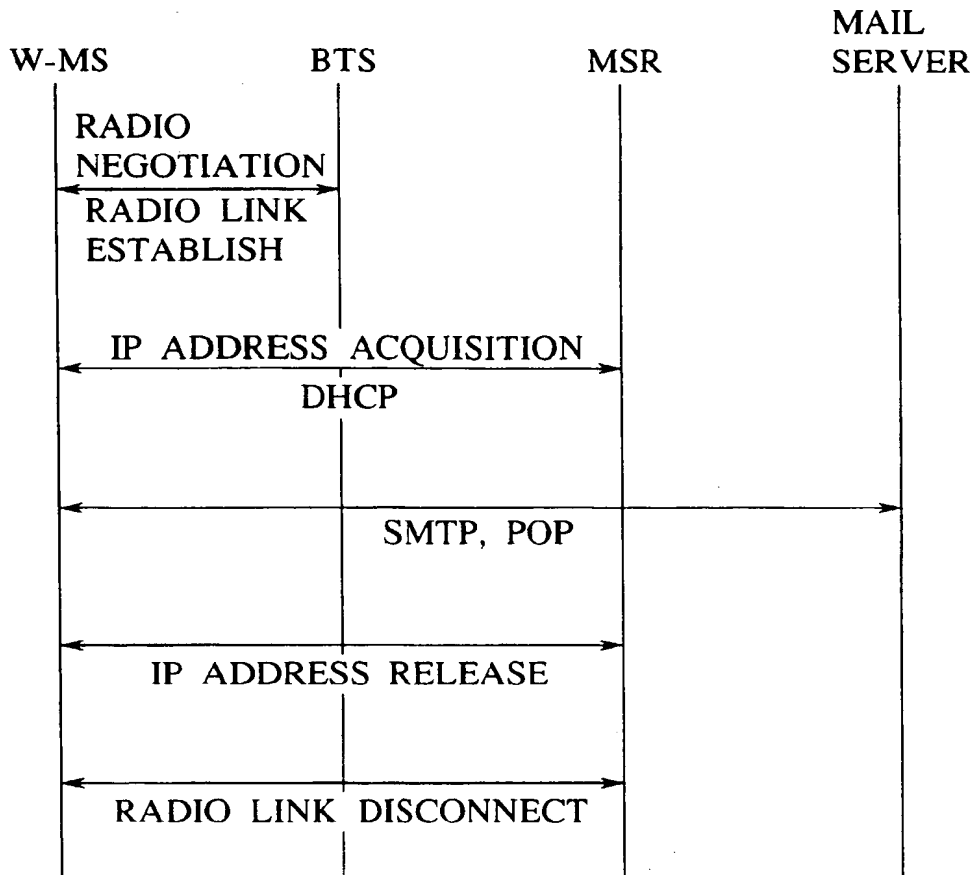 W-MS
BTS
MSR
MAIL
SERVER
RADIO
NEGOTIATION
RADIO LINK
ESTABLISH
IP ADDRESS ACQUISITION
DHCP
SMTP, POP
IP ADDRESS RELEASE
RADIO LINK DISCONNECT